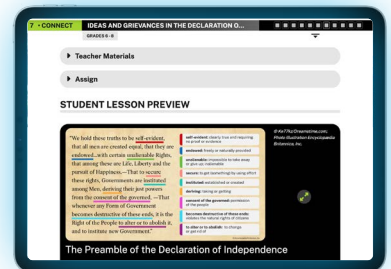 7 • CONNECT
IDEAS AND GRIEVANCES IN THE DECLARATION O...
GRADES 6 - 8
Teacher Materials
Assign
STUDENT LESSON PREVIEW
"We hold these truths to be self-evident,
that all men are created equal, that they are
endowed...with certain unalienable Rights,
that among these are Life, Liberty and the
pursuit of Happiness.—That to secure
these rights, Governments are instituted
among Men, deriving their just powers
from the consent of the governed. —That
whenever any Form of Government
becomes destructive of these ends, it is the
Right of the People to alter or to abolish it,
and to institute new Government."
self-evident: clearly true and requiring
no proof or evidence
endowed: freely or naturally provided
unalienable: impossible to take away
or give up; inalienable
secure: to get (something) by using effort
instituted: established or created
deriving: taking or getting
consent of the governed: permission
of the people
becomes destructive of these ends:
violates the natural rights of citizens
to alter or to abolish: to change
or get rid of
Photo illustration Encyclopædia
Britannica, Inc.
The Preamble of the Declaration of Independence